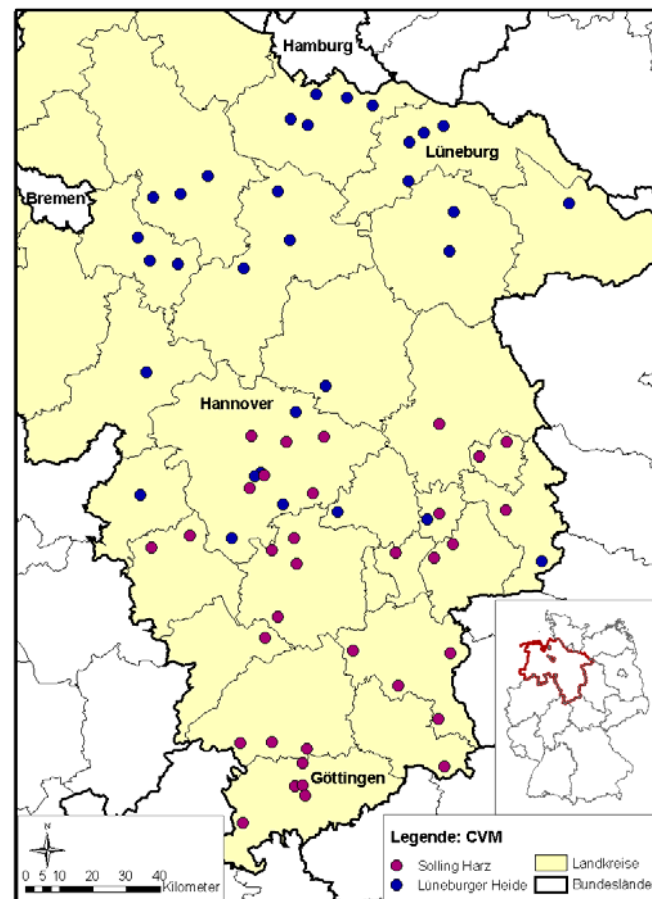 Hamburg
Lüneburg
Bremen
Hannover
Göttingen
N
0 5 10 20 30 40
Kilometer
Legende: CVM
Solling Harz
Lüneburger Heide
Landkreise
Bundeslände